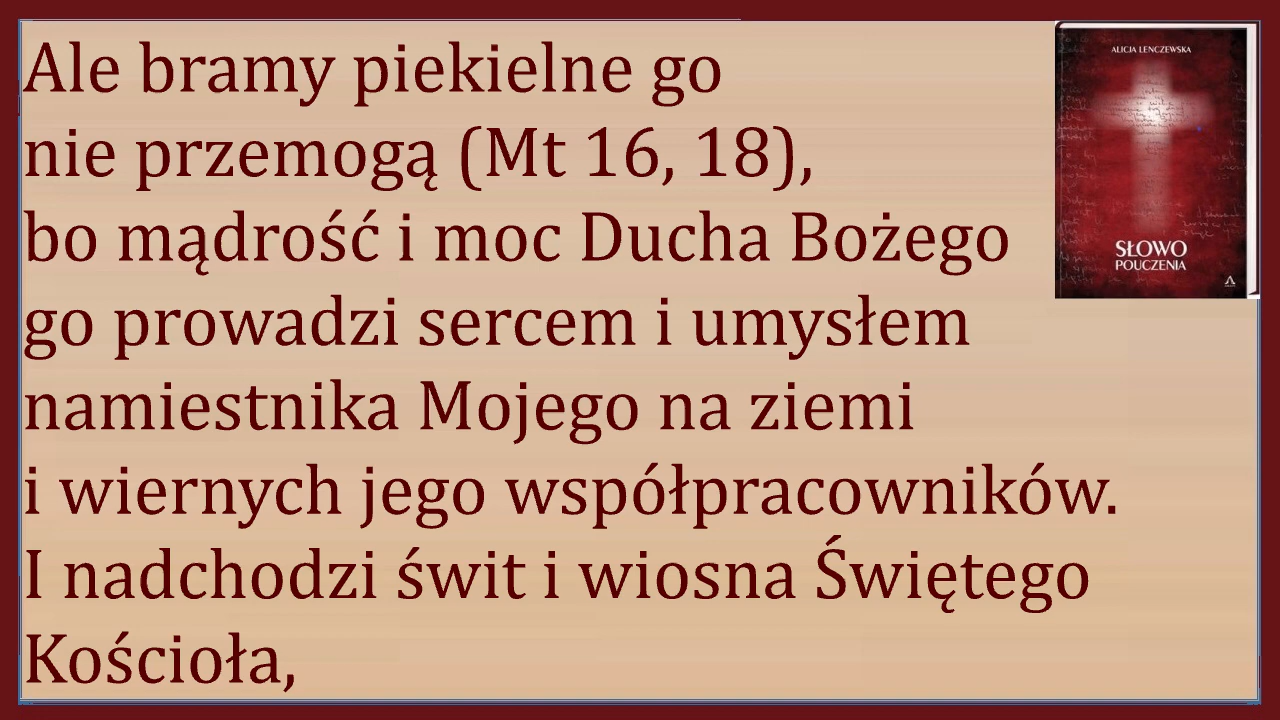 Ale bramy piekielne go
nie przemogą (Mt 16, 18),
bo mądrość i moc Ducha Bożego
go prowadzi sercem i umysłem
namiestnika Mojego na ziemi
i wiernych jego współpracowników.
I nadchodzi świt i wiosna Świętego
Kościoła,
ALICJA LENCZEWSKA
SŁOWO
POUCZENIA